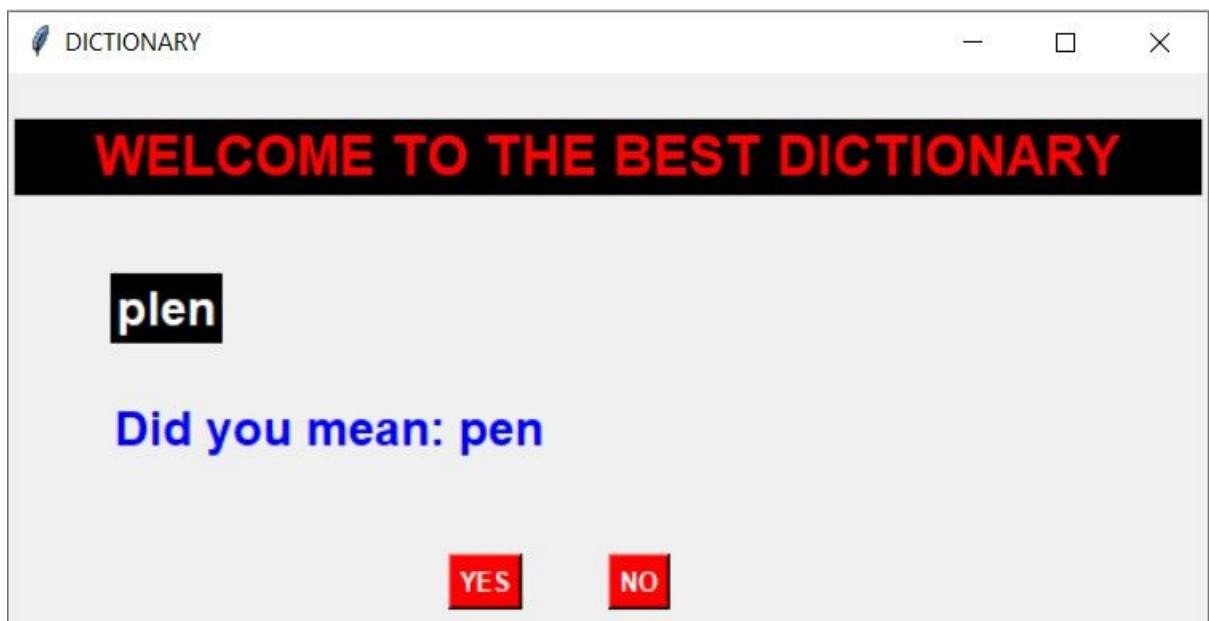 DICTIONARY
WELCOME TO THE BEST DICTIONARY
plen
Did you mean: pen
YES NO